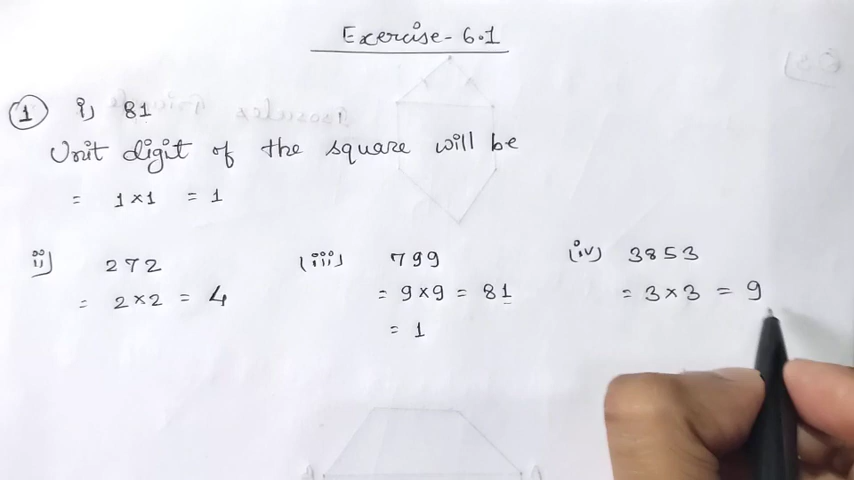 Exercise-6.1
① i) 81
Unit digit of the square will be
= 1×1 = 1
ii) 272
= 2×2 = 4
(iii) 799
= 9×9 = 81
= 1
(iv) 3853
= 3×3 = 9